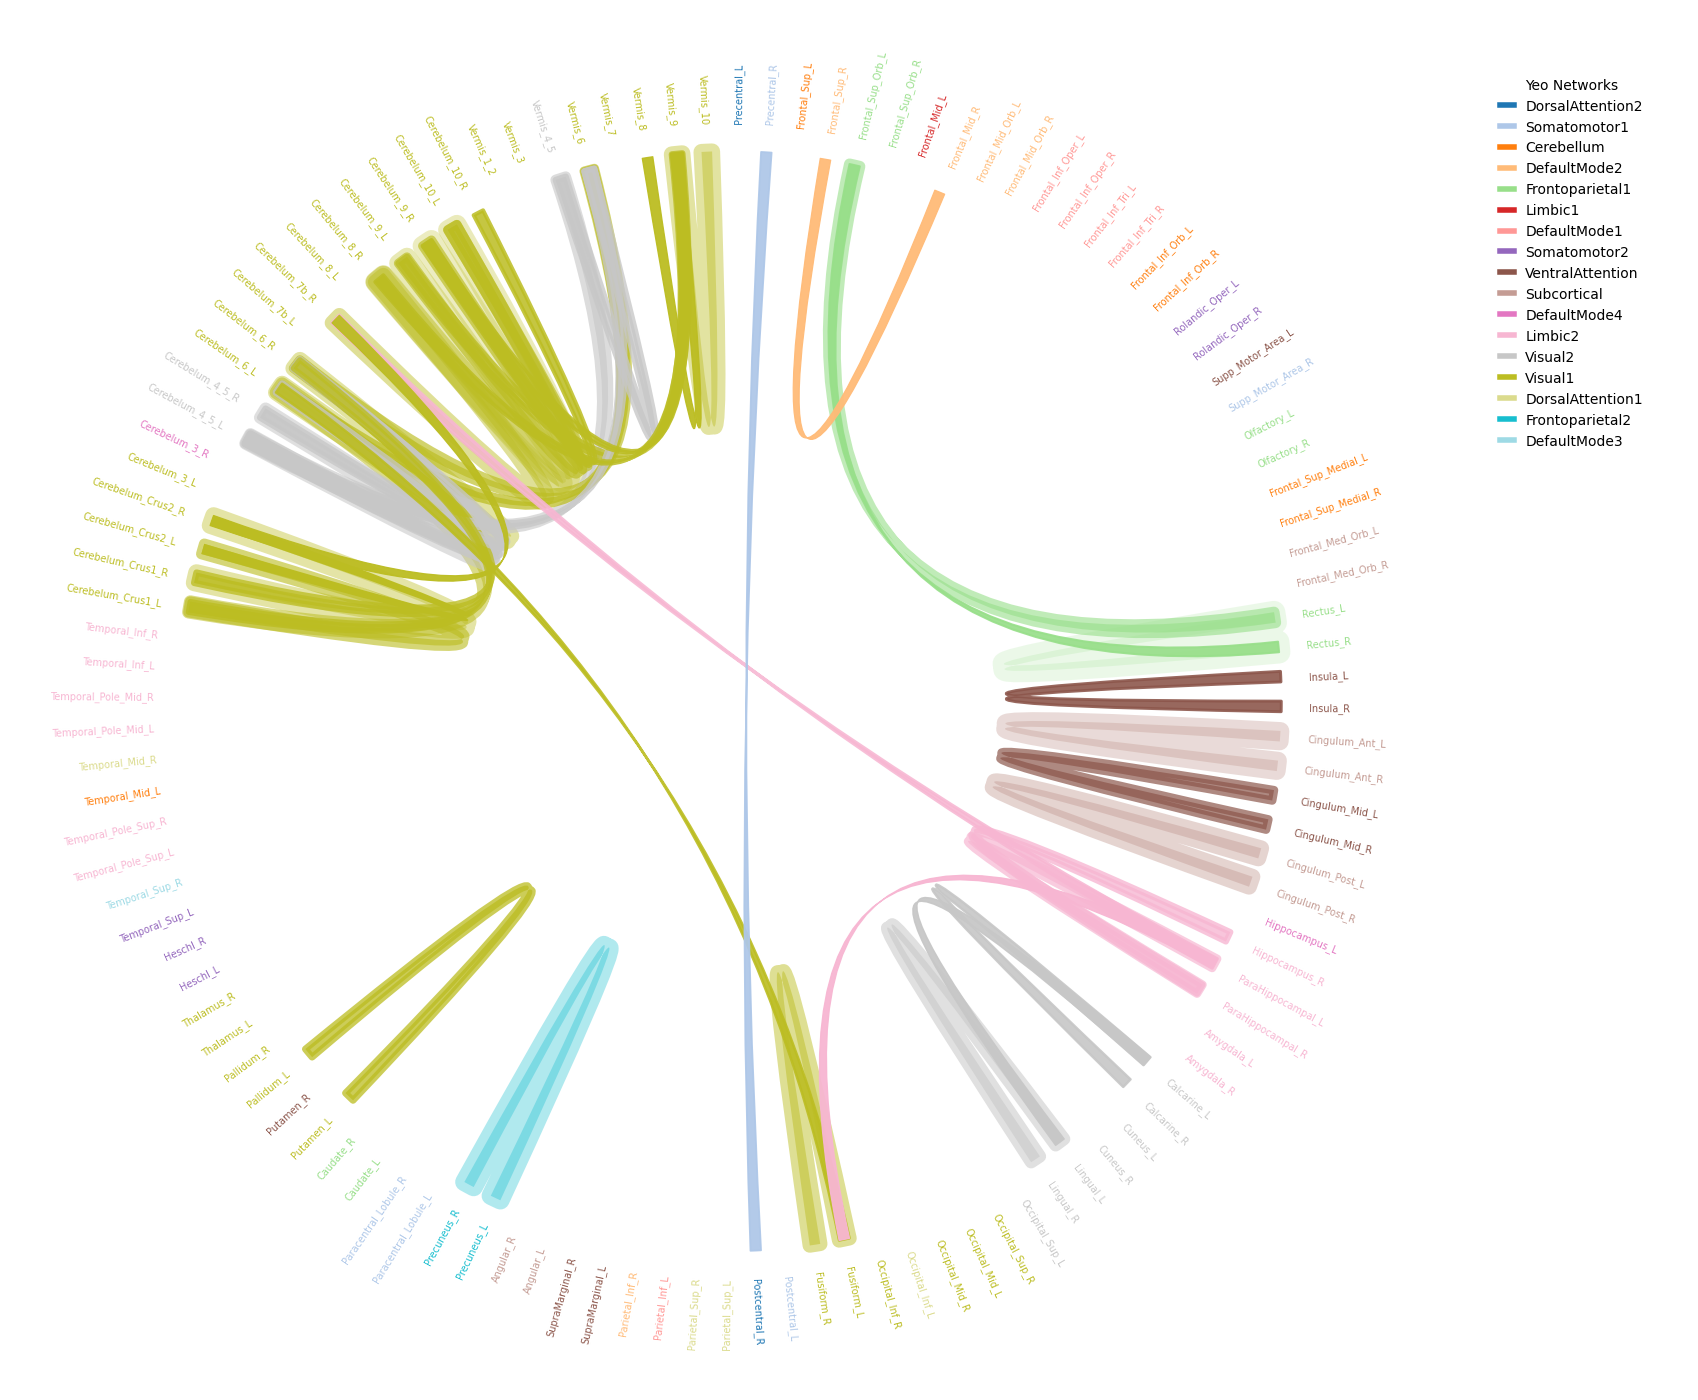 Precentral_L
Precentral_R
Frontal_Sup_L
Frontal_Sup_R
Frontal_Sup_Orb_L
Frontal_Sup_Orb_R
Frontal_Mid_L
Frontal_Mid_R
Frontal_Mid_Orb_L
Frontal_Mid_Orb_R
Frontal_Inf_Oper_L
Frontal_Inf_Oper_R
Frontal_Inf_Tri_L
Frontal_Inf_Tri_R
Frontal_Inf_Orb_L
Frontal_Inf_Orb_R
Rolandic_Oper_L
Rolandic_Oper_R
Supp_Motor_Area_L
Supp_Motor_Area_R
Olfactory_L
Olfactory_R
Frontal_Sup_Medial_L
Frontal_Sup_Medial_R
Frontal_Med_Orb_L
Frontal_Med_Orb_R
Rectus_L
Rectus_R
Insula_L
Insula_R
Cingulum_Ant_L
Cingulum_Ant_R
Cingulum_Mid_L
Cingulum_Mid_R
Cingulum_Post_L
Cingulum_Post_R
Hippocampus_L
Hippocampus_R
ParaHippocampal_L
ParaHippocampal_R
Amygdala_L
Amygdala_R
Calcarine_L
Calcarine_R
Cuneus_L
Cuneus_R
Lingual_L
Lingual_R
Occipital_Sup_L
Occipital_Sup_R
Occipital_Mid_L
Occipital_Mid_R
Occipital_Inf_L
Occipital_Inf_R
Fusiform_L
Fusiform_R
Postcentral_L
Postcentral_R
Parietal_Sup_L
Parietal_Sup_R
Parietal_Inf_L
Parietal_Inf_R
SupraMarginal_L
SupraMarginal_R
Angular_L
Angular_R
Precuneus_L
Precuneus_R
Paracentral_Lobule_L
Paracentral_Lobule_R
Caudate_L
Caudate_R
Putamen_L
Putamen_R
Pallidum_L
Pallidum_R
Thalamus_L
Thalamus_R
Heschl_L
Heschl_R
Temporal_Sup_L
Temporal_Sup_R
Temporal_Pole_Sup_L
Temporal_Pole_Sup_R
Temporal_Mid_L
Temporal_Mid_R
Temporal_Pole_Mid_L
Temporal_Pole_Mid_R
Temporal_Inf_L
Temporal_Inf_R
Cerebelum_Crus1_L
Cerebelum_Crus1_R
Cerebelum_Crus2_L
Cerebelum_Crus2_R
Cerebelum_3_L
Cerebelum_3_R
Cerebelum_4_5_L
Cerebelum_4_5_R
Cerebelum_6_L
Cerebelum_6_R
Cerebelum_7b_L
Cerebelum_7b_R
Cerebelum_8_L
Cerebelum_8_R
Cerebelum_9_L
Cerebelum_9_R
Cerebelum_10_L
Cerebelum_10_R
Vermis_1_2
Vermis_3
Vermis_4_5
Vermis_6
Vermis_7
Vermis_8
Vermis_9
Vermis_10
Yeo Networks
DorsalAttention2
Somatomotor1
Cerebellum
DefaultMode2
Frontoparietal1
Limbic1
DefaultMode1
Somatomotor2
VentralAttention
Subcortical
DefaultMode4
Limbic2
Visual2
Visual1
DorsalAttention1
Frontoparietal2
DefaultMode3